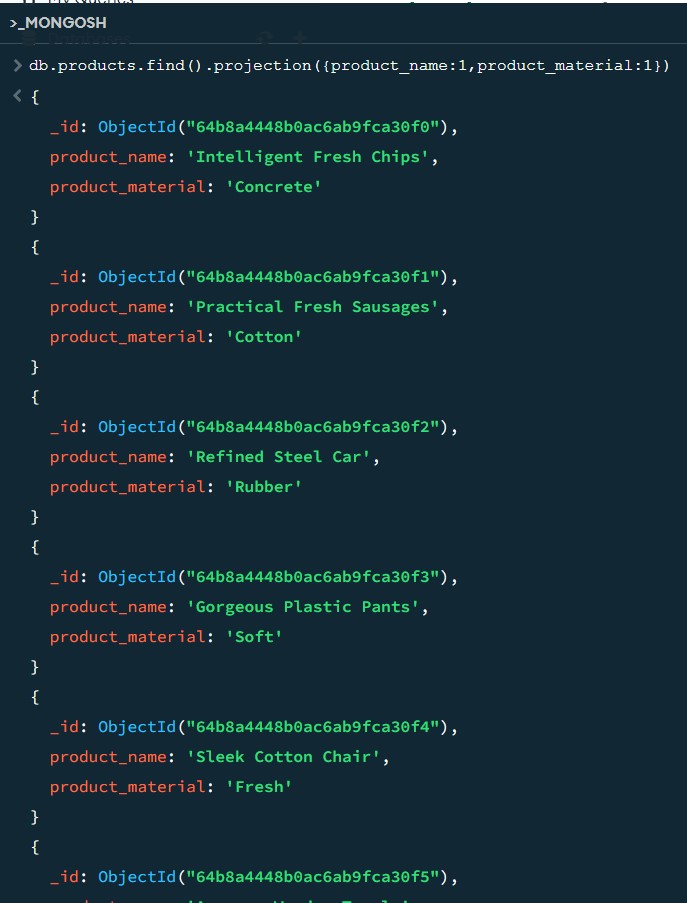 My Queries
>_MONGOSH
Databases
> db.products.find().projection({product_name:1,product_material:1})
< {
_id: ObjectId("64b8a4448b0ac6ab9fca30f0"),
product_name: 'Intelligent Fresh Chips',
product_material: 'Concrete'
}
{
_id: ObjectId("64b8a4448b0ac6ab9fca30f1"),
product_name: 'Practical Fresh Sausages',
product_material: 'Cotton'
}
{
_id: ObjectId("64b8a4448b0ac6ab9fca30f2"),
product_name: 'Refined Steel Car',
product_material: 'Rubber'
}
{
_id: ObjectId("64b8a4448b0ac6ab9fca30f3"),
product_name: 'Gorgeous Plastic Pants',
product_material: 'Soft'
}
{
_id: ObjectId("64b8a4448b0ac6ab9fca30f4"),
product_name: 'Sleek Cotton Chair',
product_material: 'Fresh'
}
{
_id: ObjectId("64b8a4448b0ac6ab9fca30f5"),